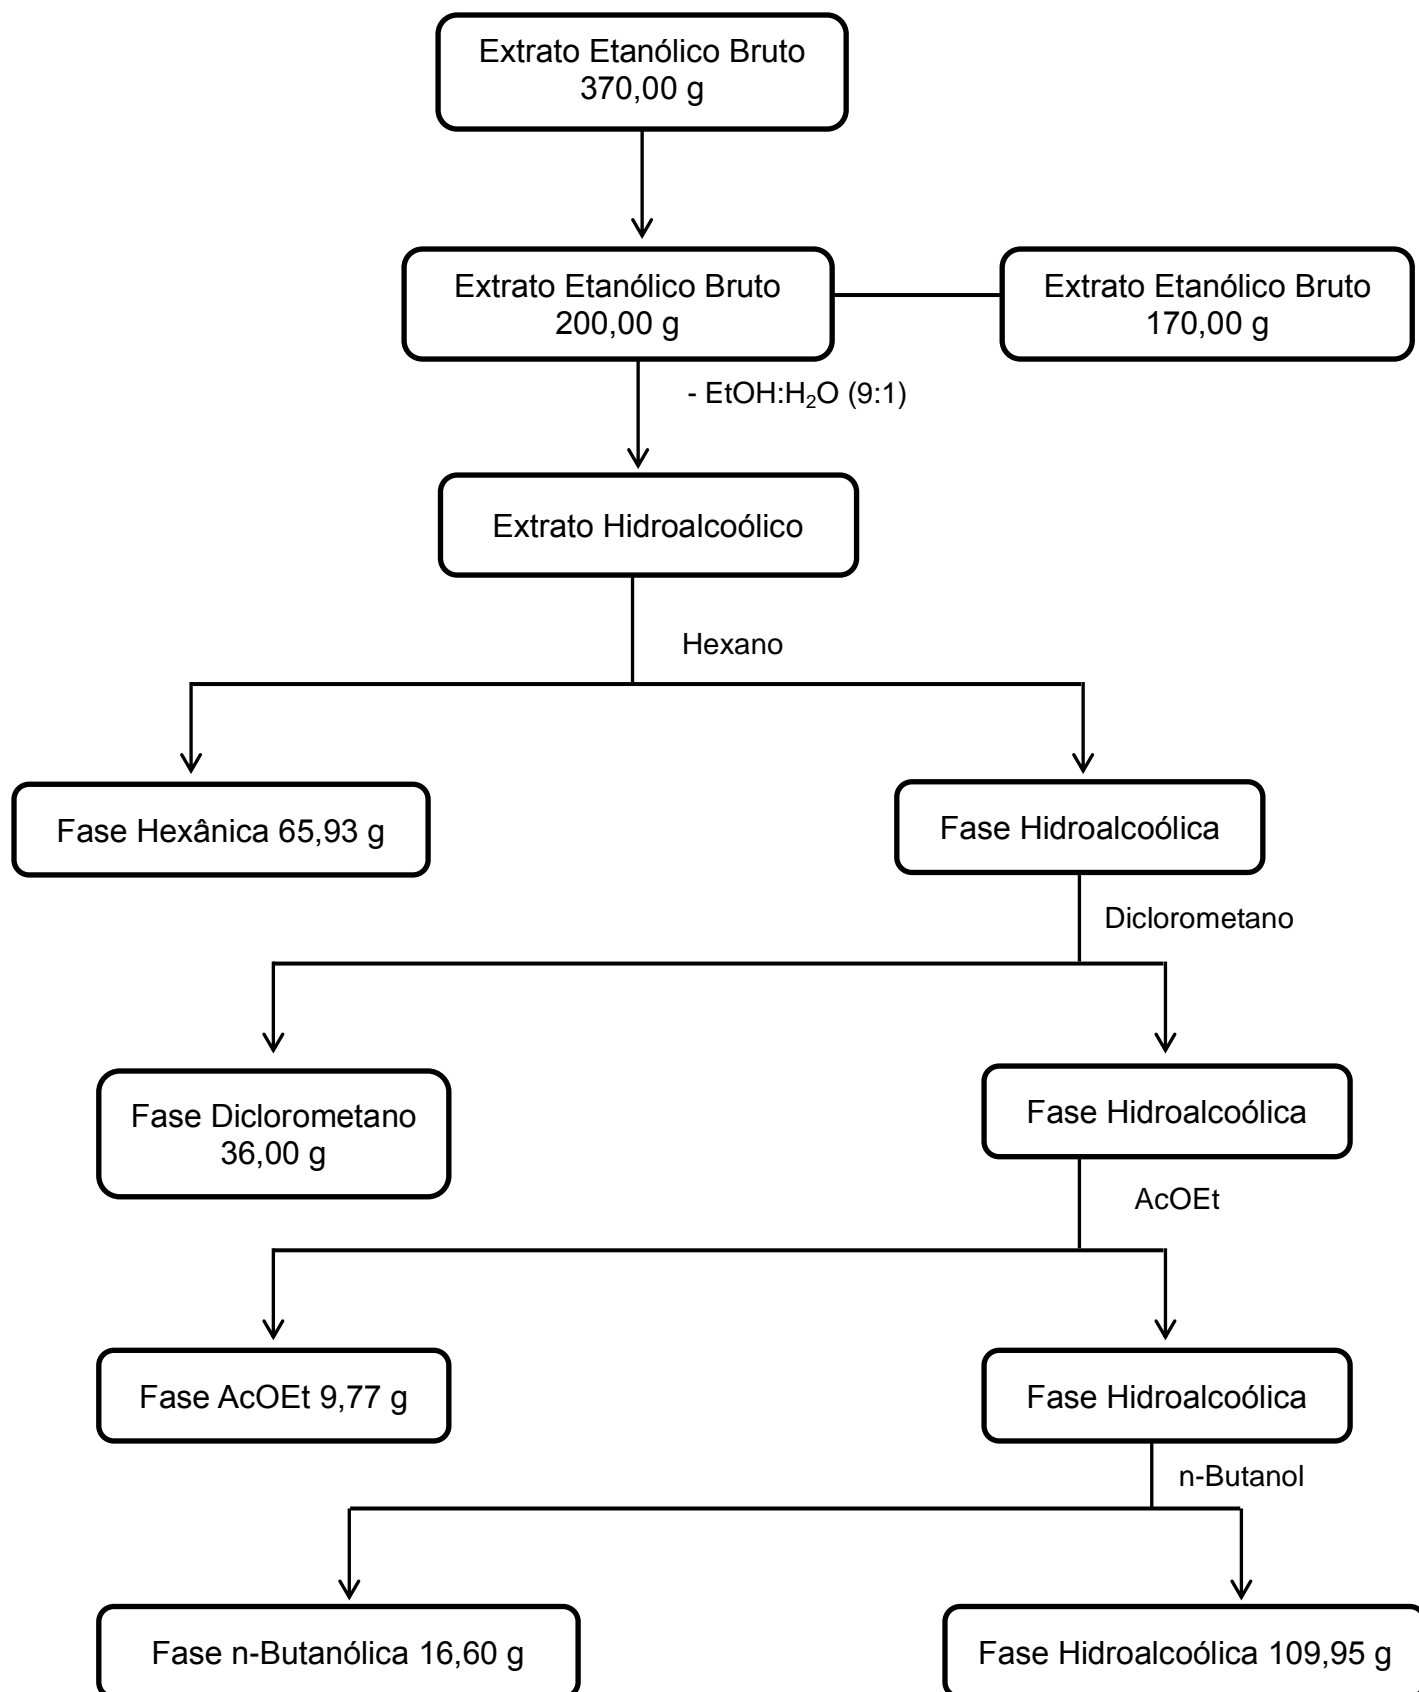 Extrato Etanólico Bruto
370,00 g
Extrato Etanólico Bruto
200,00 g
Extrato Etanólico Bruto
170,00 g
- EtOH:H₂O (9:1)
Extrato Hidroalcoólico
Hexano
Fase Hexânica 65,93 g
Fase Hidroalcoólica
Diclorometano
Fase Diclorometano
36,00 g
Fase Hidroalcoólica
AcOEt
Fase AcOEt 9,77 g
Fase Hidroalcoólica
n-Butanol
Fase n-Butanólica 16,60 g
Fase Hidroalcoólica 109,95 g